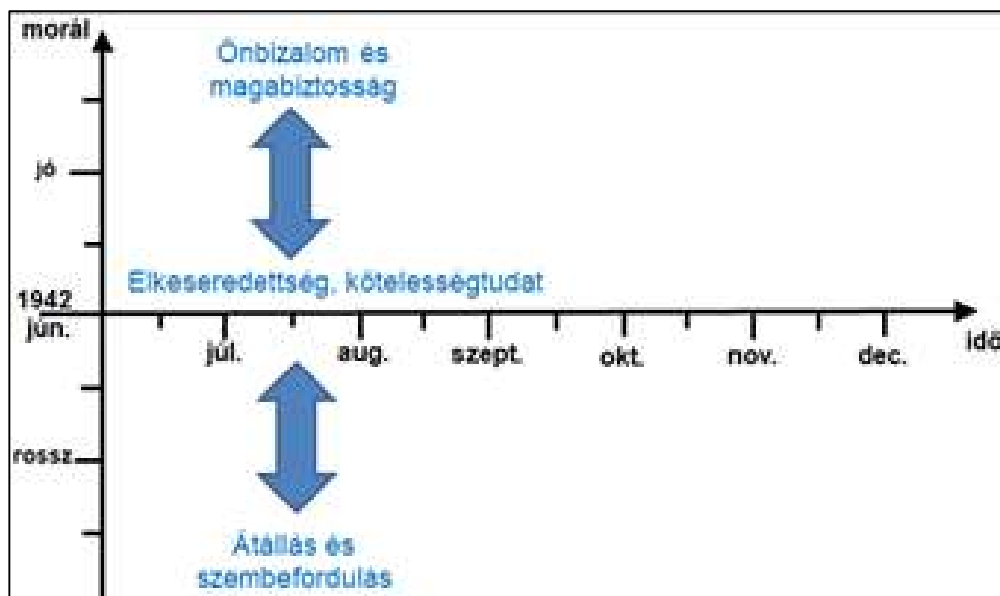 morál
Önbizalom és
magabiztosság
jó
Elkeseredettség, kötelességtudat
1942
jún.
júl.
aug.
szept.
okt.
nov.
dec.
idő
rossz
Átállás és
szembefordulás